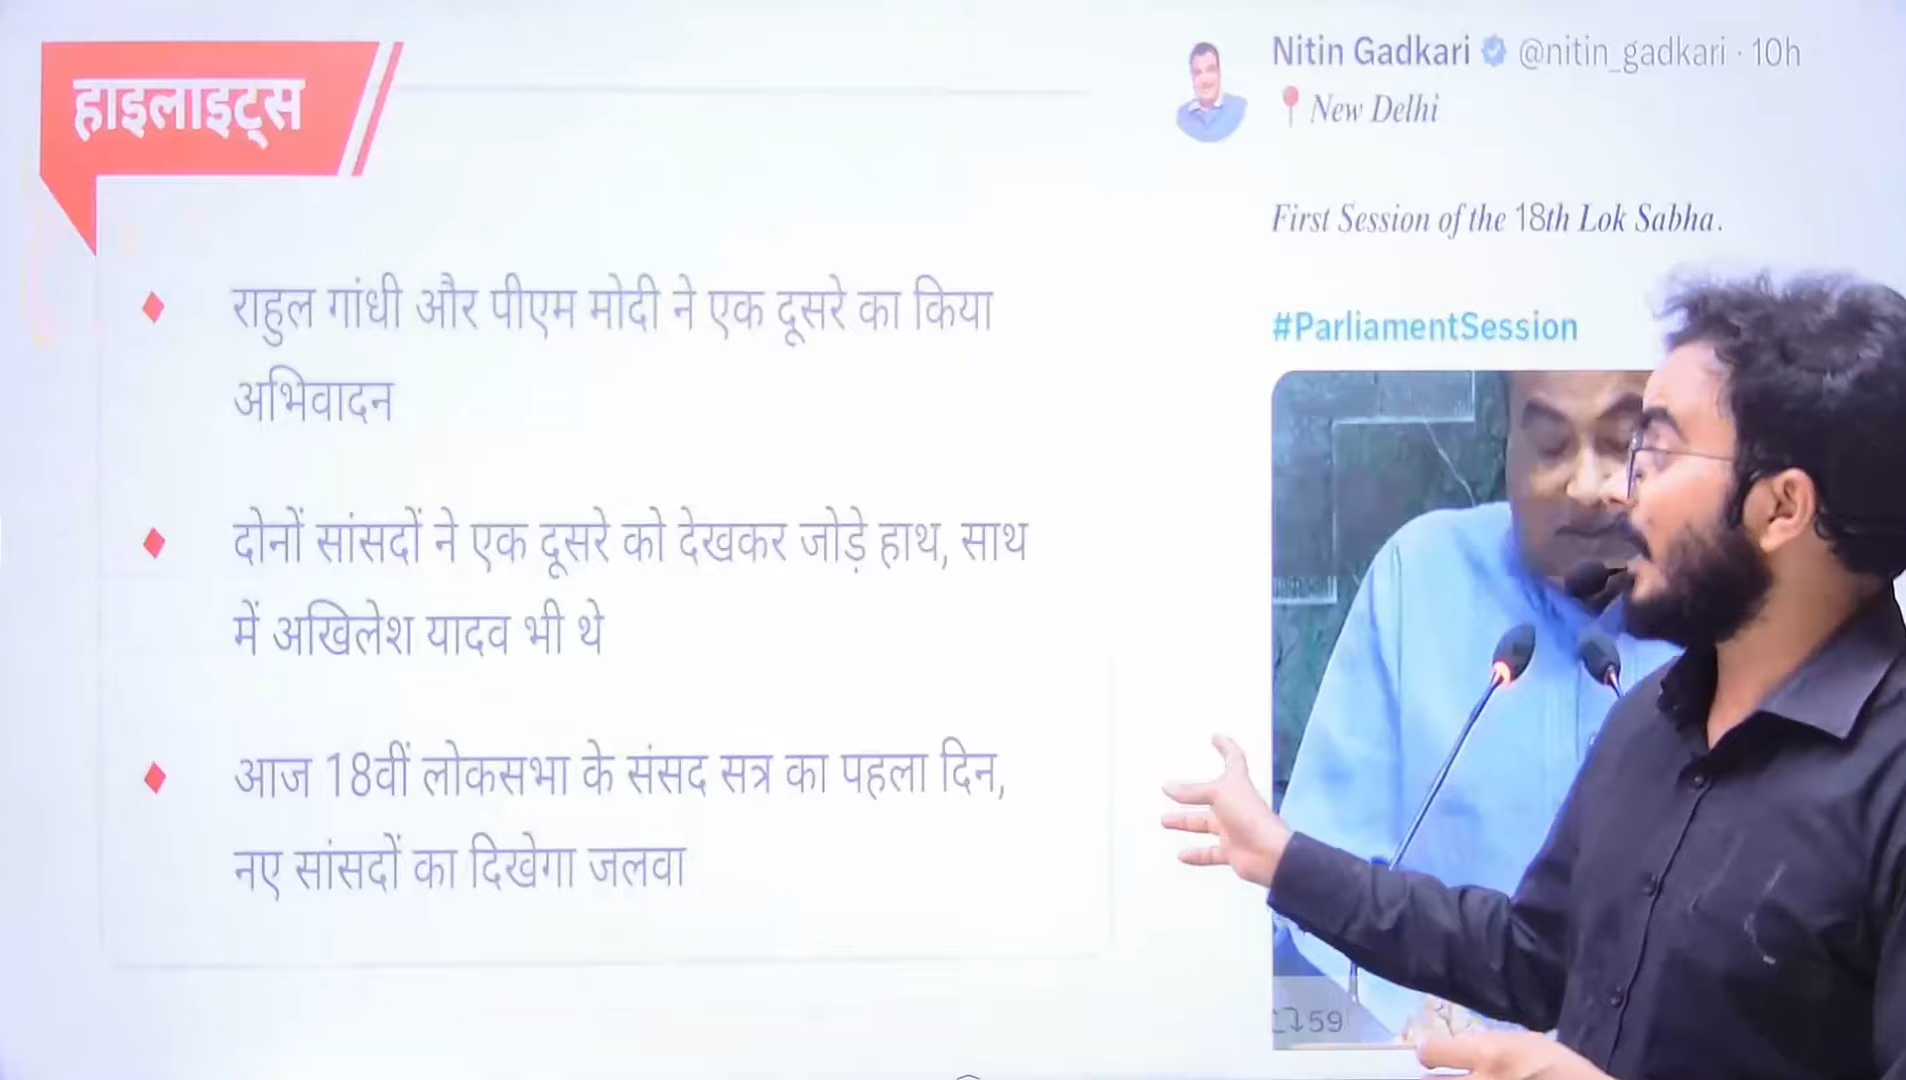 हाइलाइट्स
राहुल गांधी और पीएम मोदी ने एक दूसरे का किया
अभिवादन
दोनों सांसदों ने एक दूसरे को देखकर जोड़े हाथ, साथ
में अखिलेश यादव भी थे
आज 18वीं लोकसभा के संसद सत्र का पहला दिन,
नए सांसदों का दिखेगा जलवा
Nitin Gadkari @nitin_gadkari · 10h
New Delhi
First Session of the 18th Lok Sabha.
#ParliamentSession
59